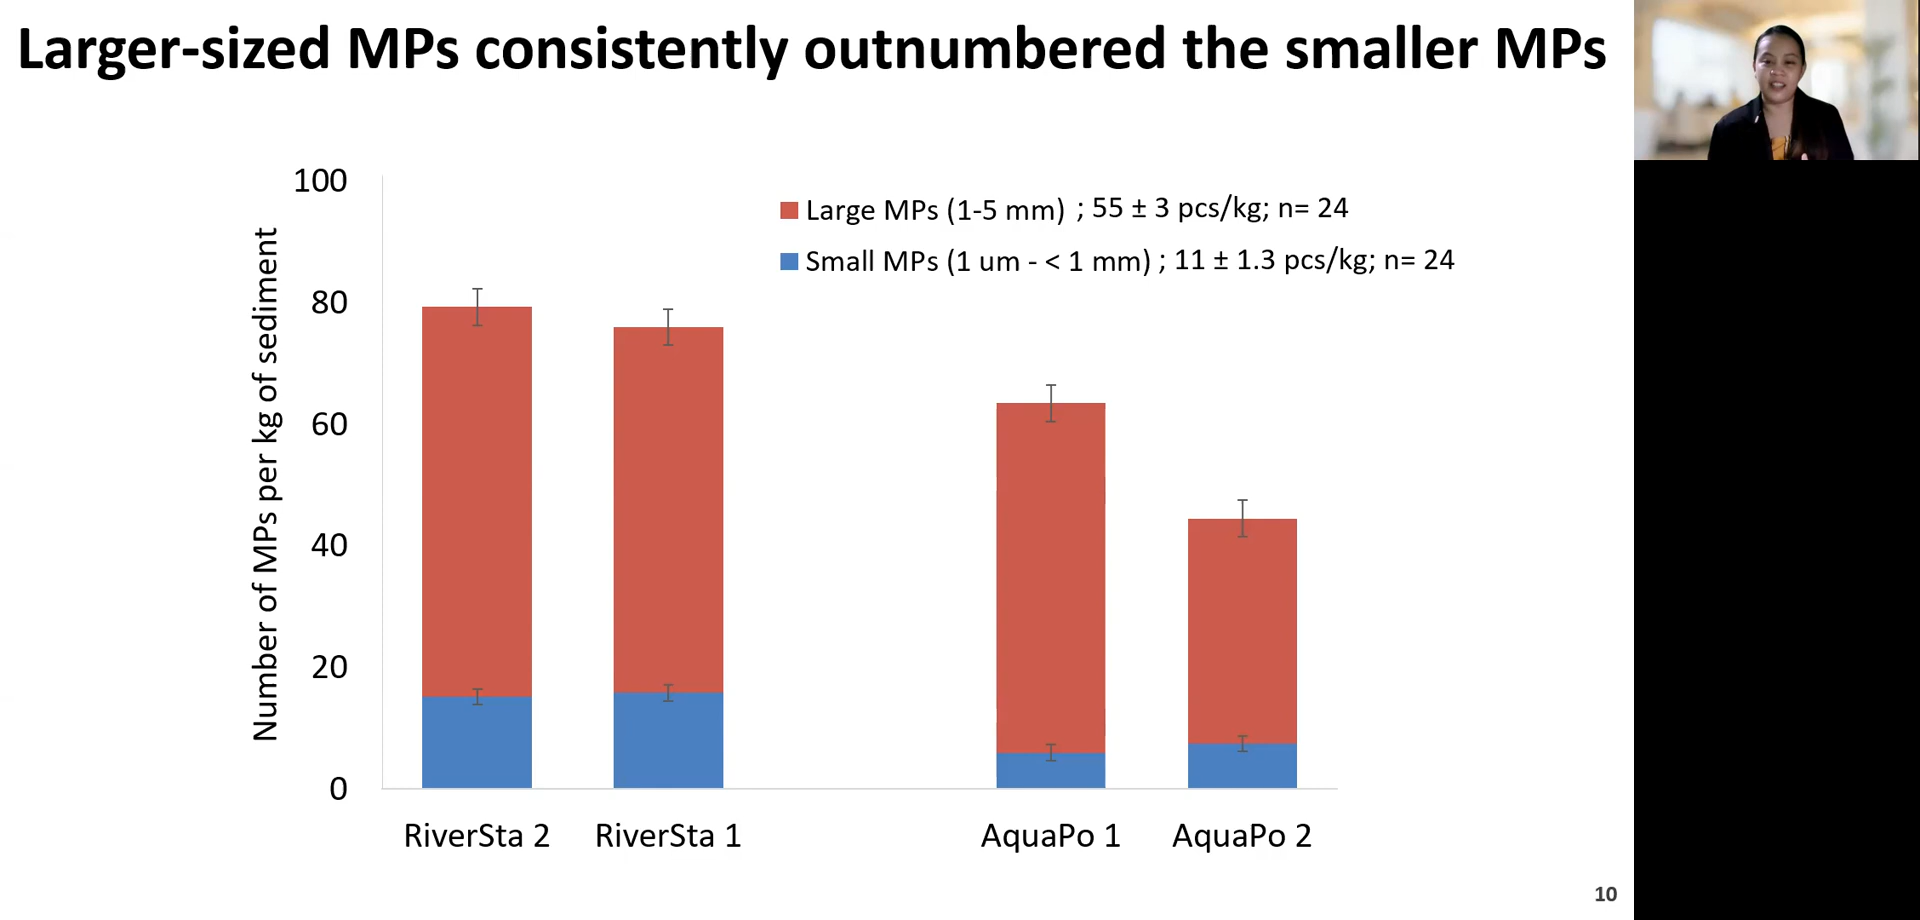 Larger-sized MPs consistently outnumbered the smaller MPs
Number of MPs per kg of sediment
100
80
60
40
20
0
Large MPs (1-5 mm) ; 55 ± 3 pcs/kg; n= 24
Small MPs (1 um - < 1 mm) ; 11 ± 1.3 pcs/kg; n= 24
RiverSta 2
RiverSta 1
AquaPo 1
AquaPo 2
10